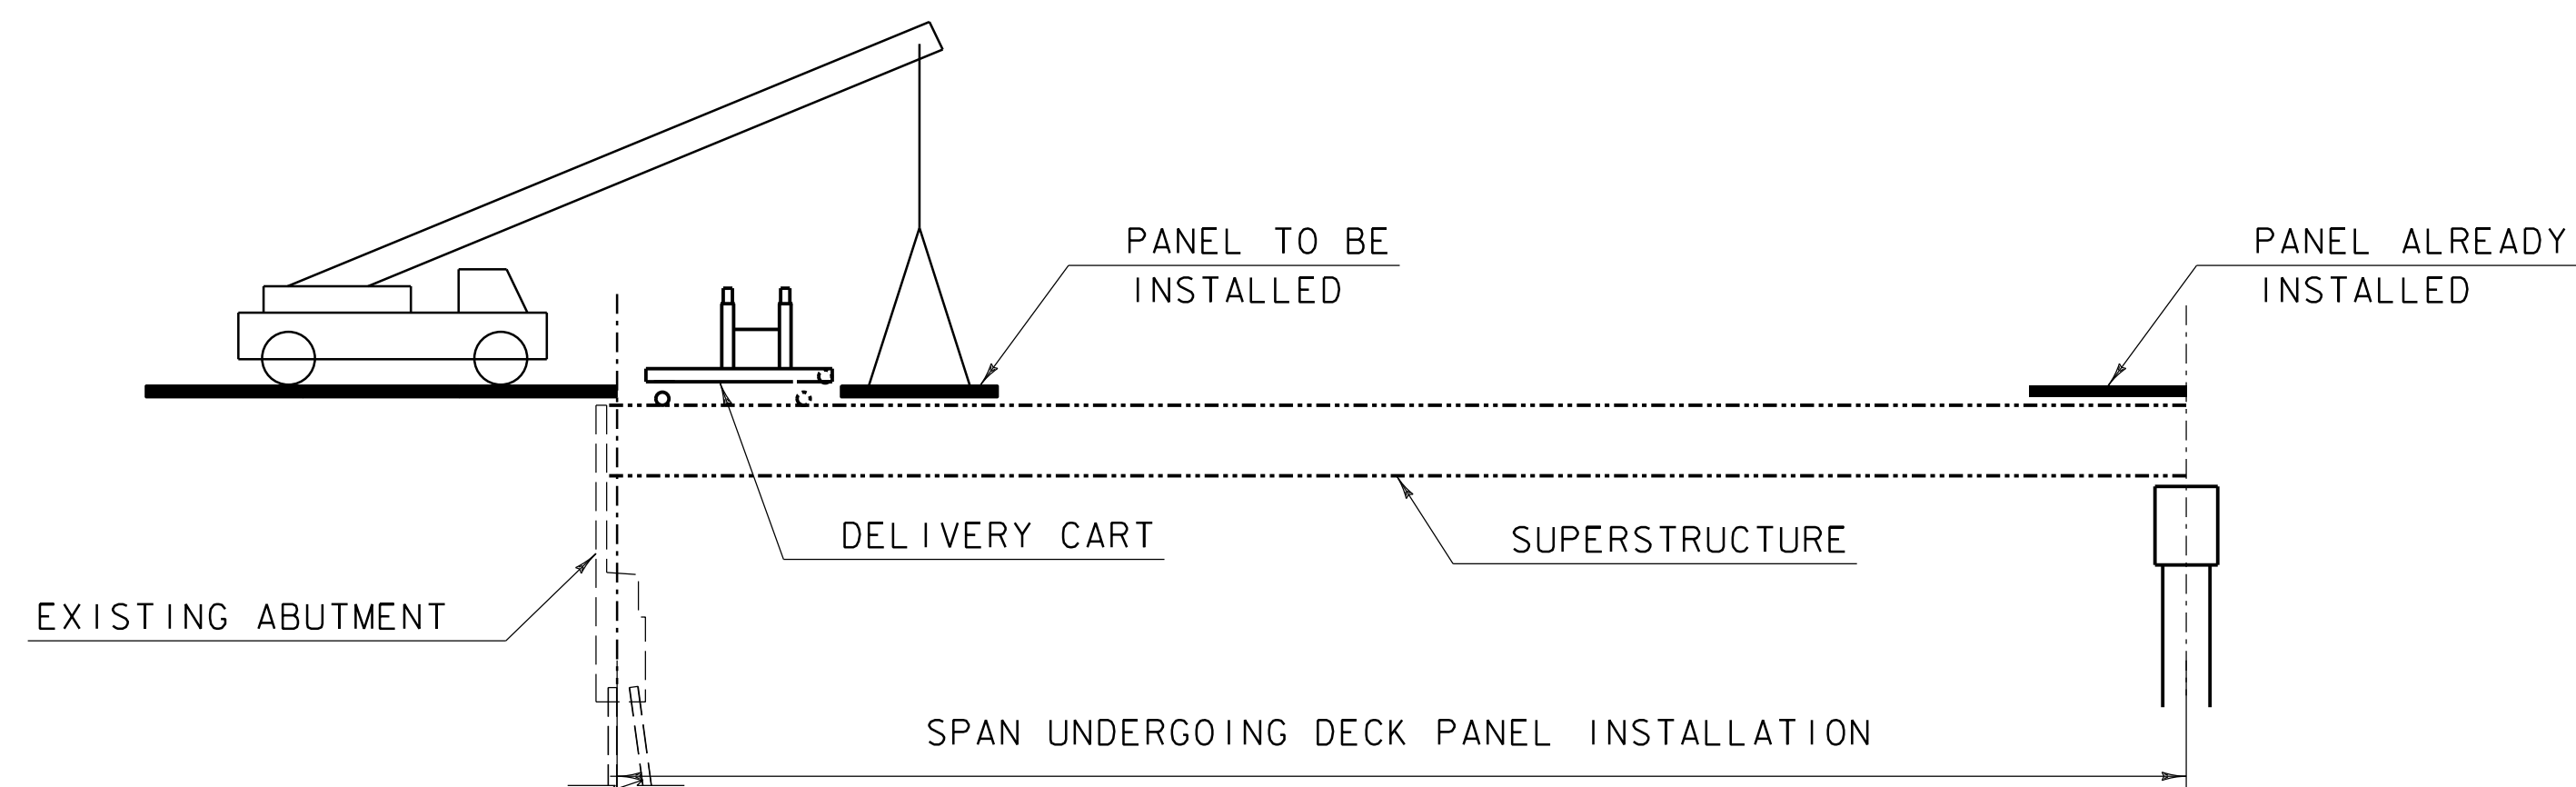 PANEL TO BE
INSTALLED
PANEL ALREADY
INSTALLED
DELIVERY CART
SUPERSTRUCTURE
EXISTING ABUTMENT
SPAN UNDERGOING DECK PANEL INSTALLATION